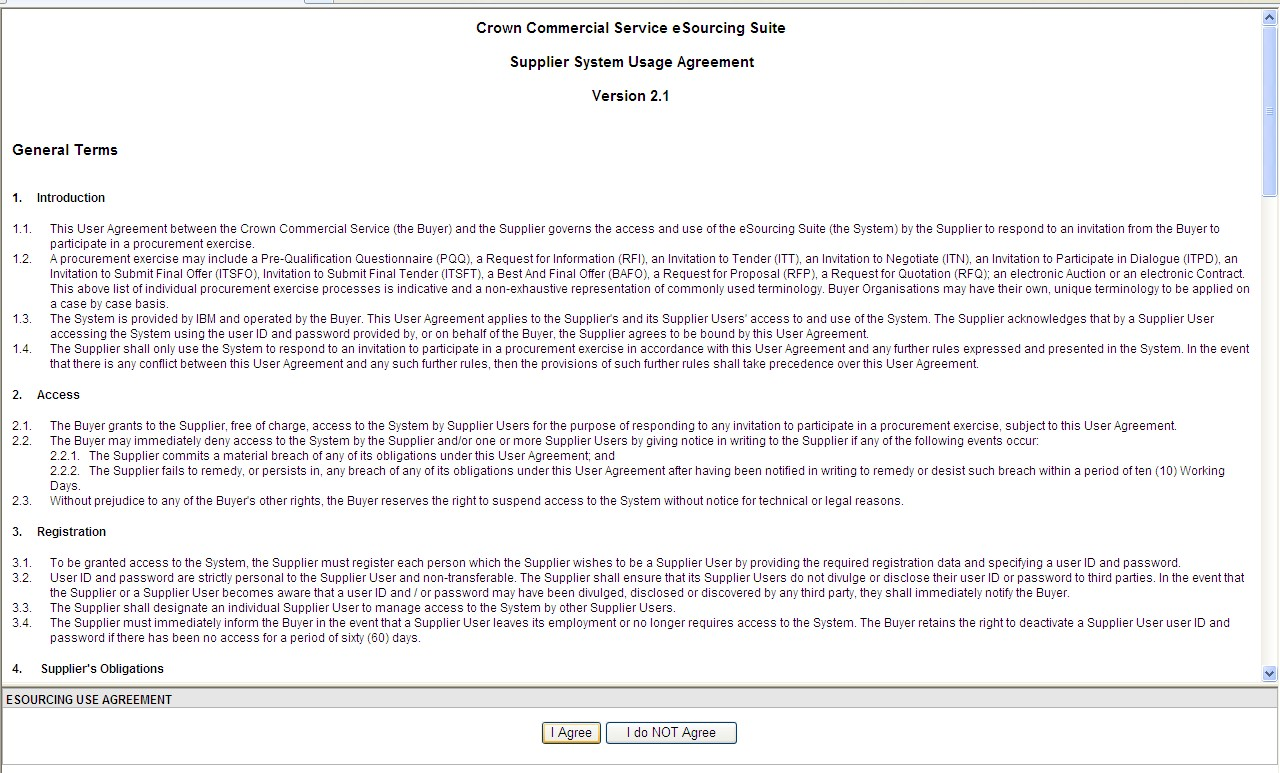 Crown Commercial Service eSourcing Suite
Supplier System Usage Agreement
Version 2.1
General Terms
1. Introduction
1.1. This User Agreement between the Crown Commercial Service (the Buyer) and the Supplier governs the access and use of the eSourcing Suite (the System) by the Supplier to respond to an invitation from the Buyer to
participate in a procurement exercise.
1.2. A procurement exercise may include a Pre-Qualification Questionnaire (PQQ), a Request for Information (RFI), an Invitation to Tender (ITT), an Invitation to Negotiate (ITN), an Invitation to Participate in Dialogue (ITPD), an
Invitation to Submit Final Offer (ITSFO), Invitation to Submit Final Tender (ITSFT), a Best And Final Offer (BAFO), a Request for Proposal (RFP), a Request for Quotation (RFQ); an electronic Auction or an electronic Contract.
This above list of individual procurement exercise processes is indicative and a non-exhaustive representation of commonly used terminology. Buyer Organisations may have their own, unique terminology to be applied on
a case by case basis.
1.3. The System is provided by IBM and operated by the Buyer. This User Agreement applies to the Supplier's and its Supplier Users' access to and use of the System. The Supplier acknowledges that by a Supplier User
accessing the System using the user ID and password provided by, or on behalf of the Buyer, the Supplier agrees to be bound by this User Agreement.
1.4. The Supplier shall only use the System to respond to an invitation to participate in a procurement exercise in accordance with this User Agreement and any further rules expressed and presented in the System. In the event
that there is any conflict between this User Agreement and any such further rules, then the provisions of such further rules shall take precedence over this User Agreement.
2. Access
2.1. The Buyer grants to the Supplier, free of charge, access to the System by Supplier Users for the purpose of responding to any invitation to participate in a procurement exercise, subject to this User Agreement.
2.2. The Buyer may immediately deny access to the System by the Supplier and/or one or more Supplier Users by giving notice in writing to the Supplier if any of the following events occur:
2.2.1. The Supplier commits a material breach of any of its obligations under this User Agreement; and
2.2.2. The Supplier fails to remedy, or persists in, any breach of any of its obligations under this User Agreement after having been notified in writing to remedy or desist such breach within a period of ten (10) Working
Days.
2.3. Without prejudice to any of the Buyer's other rights, the Buyer reserves the right to suspend access to the System without notice for technical or legal reasons.
3. Registration
3.1. To be granted access to the System, the Supplier must register each person which the Supplier wishes to be a Supplier User by providing the required registration data and specifying a user ID and password.
3.2. User ID and password are strictly personal to the Supplier User and non-transferable. The Supplier shall ensure that its Supplier Users do not divulge or disclose their user ID or password to third parties. In the event that
the Supplier or a Supplier User becomes aware that a user ID and / or password may have been divulged, disclosed or discovered by any third party, they shall immediately notify the Buyer.
3.3. The Supplier shall designate an individual Supplier User to manage access to the System by other Supplier Users.
3.4. The Supplier must immediately inform the Buyer in the event that a Supplier User leaves its employment or no longer requires access to the System. The Buyer retains the right to deactivate a Supplier User user ID and
password if there has been no access for a period of sixty (60) days.
4. Supplier's Obligations
ESOURCING USE AGREEMENT
I Agree I do NOT Agree